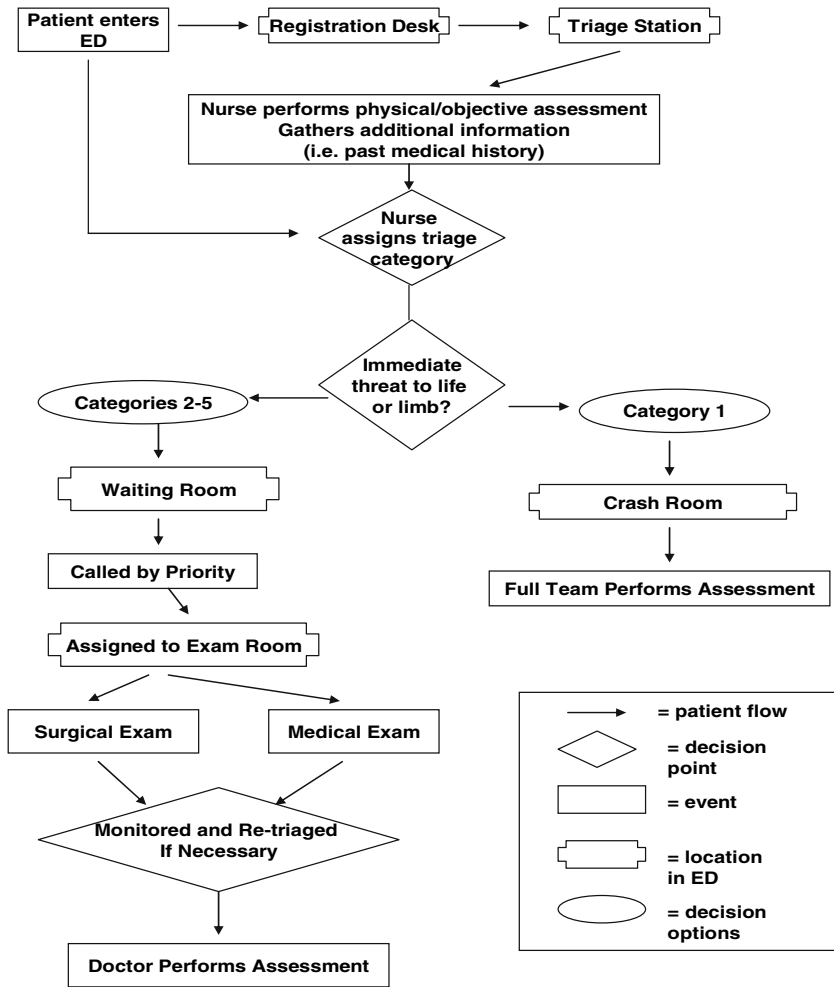 Patient enters
ED
Registration Desk
Triage Station
Nurse performs physical/objective assessment
Gathers additional information
(i.e. past medical history)
Nurse
assigns triage
category
Immediate
threat to life
or limb?
Categories 2-5
Category 1
Waiting Room
Crash Room
Called by Priority
Full Team Performs Assessment
Assigned to Exam Room
Surgical Exam
Medical Exam
Monitored and Re-triaged
If Necessary
Doctor Performs Assessment
= patient flow
= decision
point
= event
= location
in ED
= decision
options